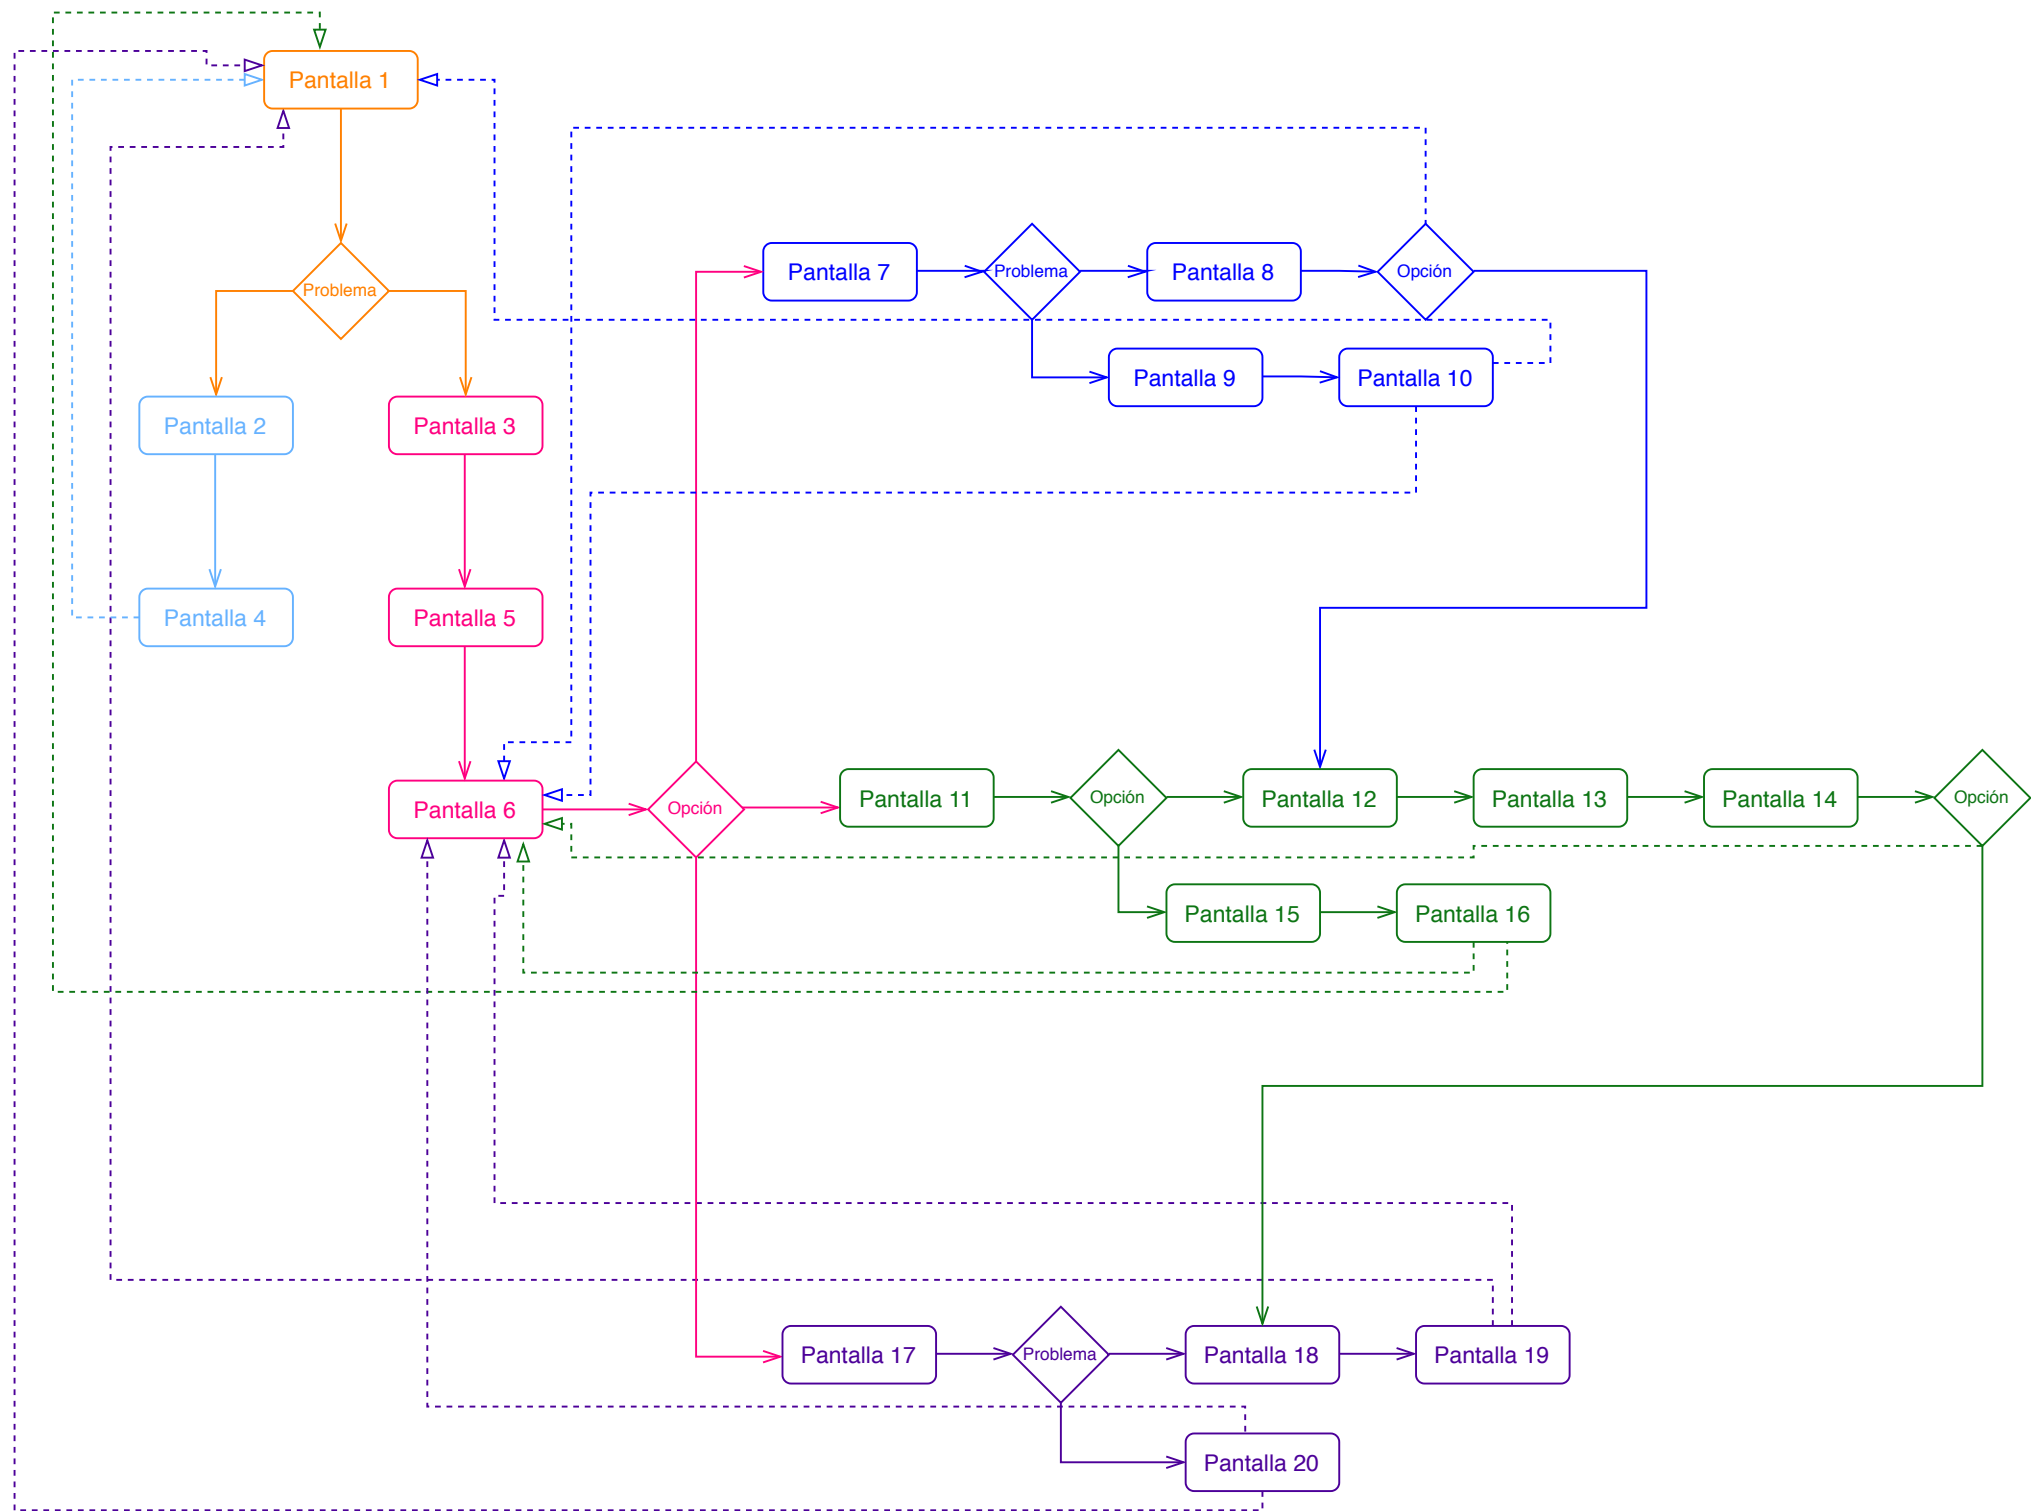 Pantalla 1
Problema
Pantalla 7
Problema
Pantalla 8
Opción
Pantalla 9
Pantalla 10
Pantalla 2
Pantalla 3
Pantalla 4
Pantalla 5
Pantalla 6
Opción
Pantalla 11
Opción
Pantalla 12
Pantalla 13
Pantalla 14
Opción
Pantalla 15
Pantalla 16
Pantalla 17
Problema
Pantalla 18
Pantalla 19
Pantalla 20